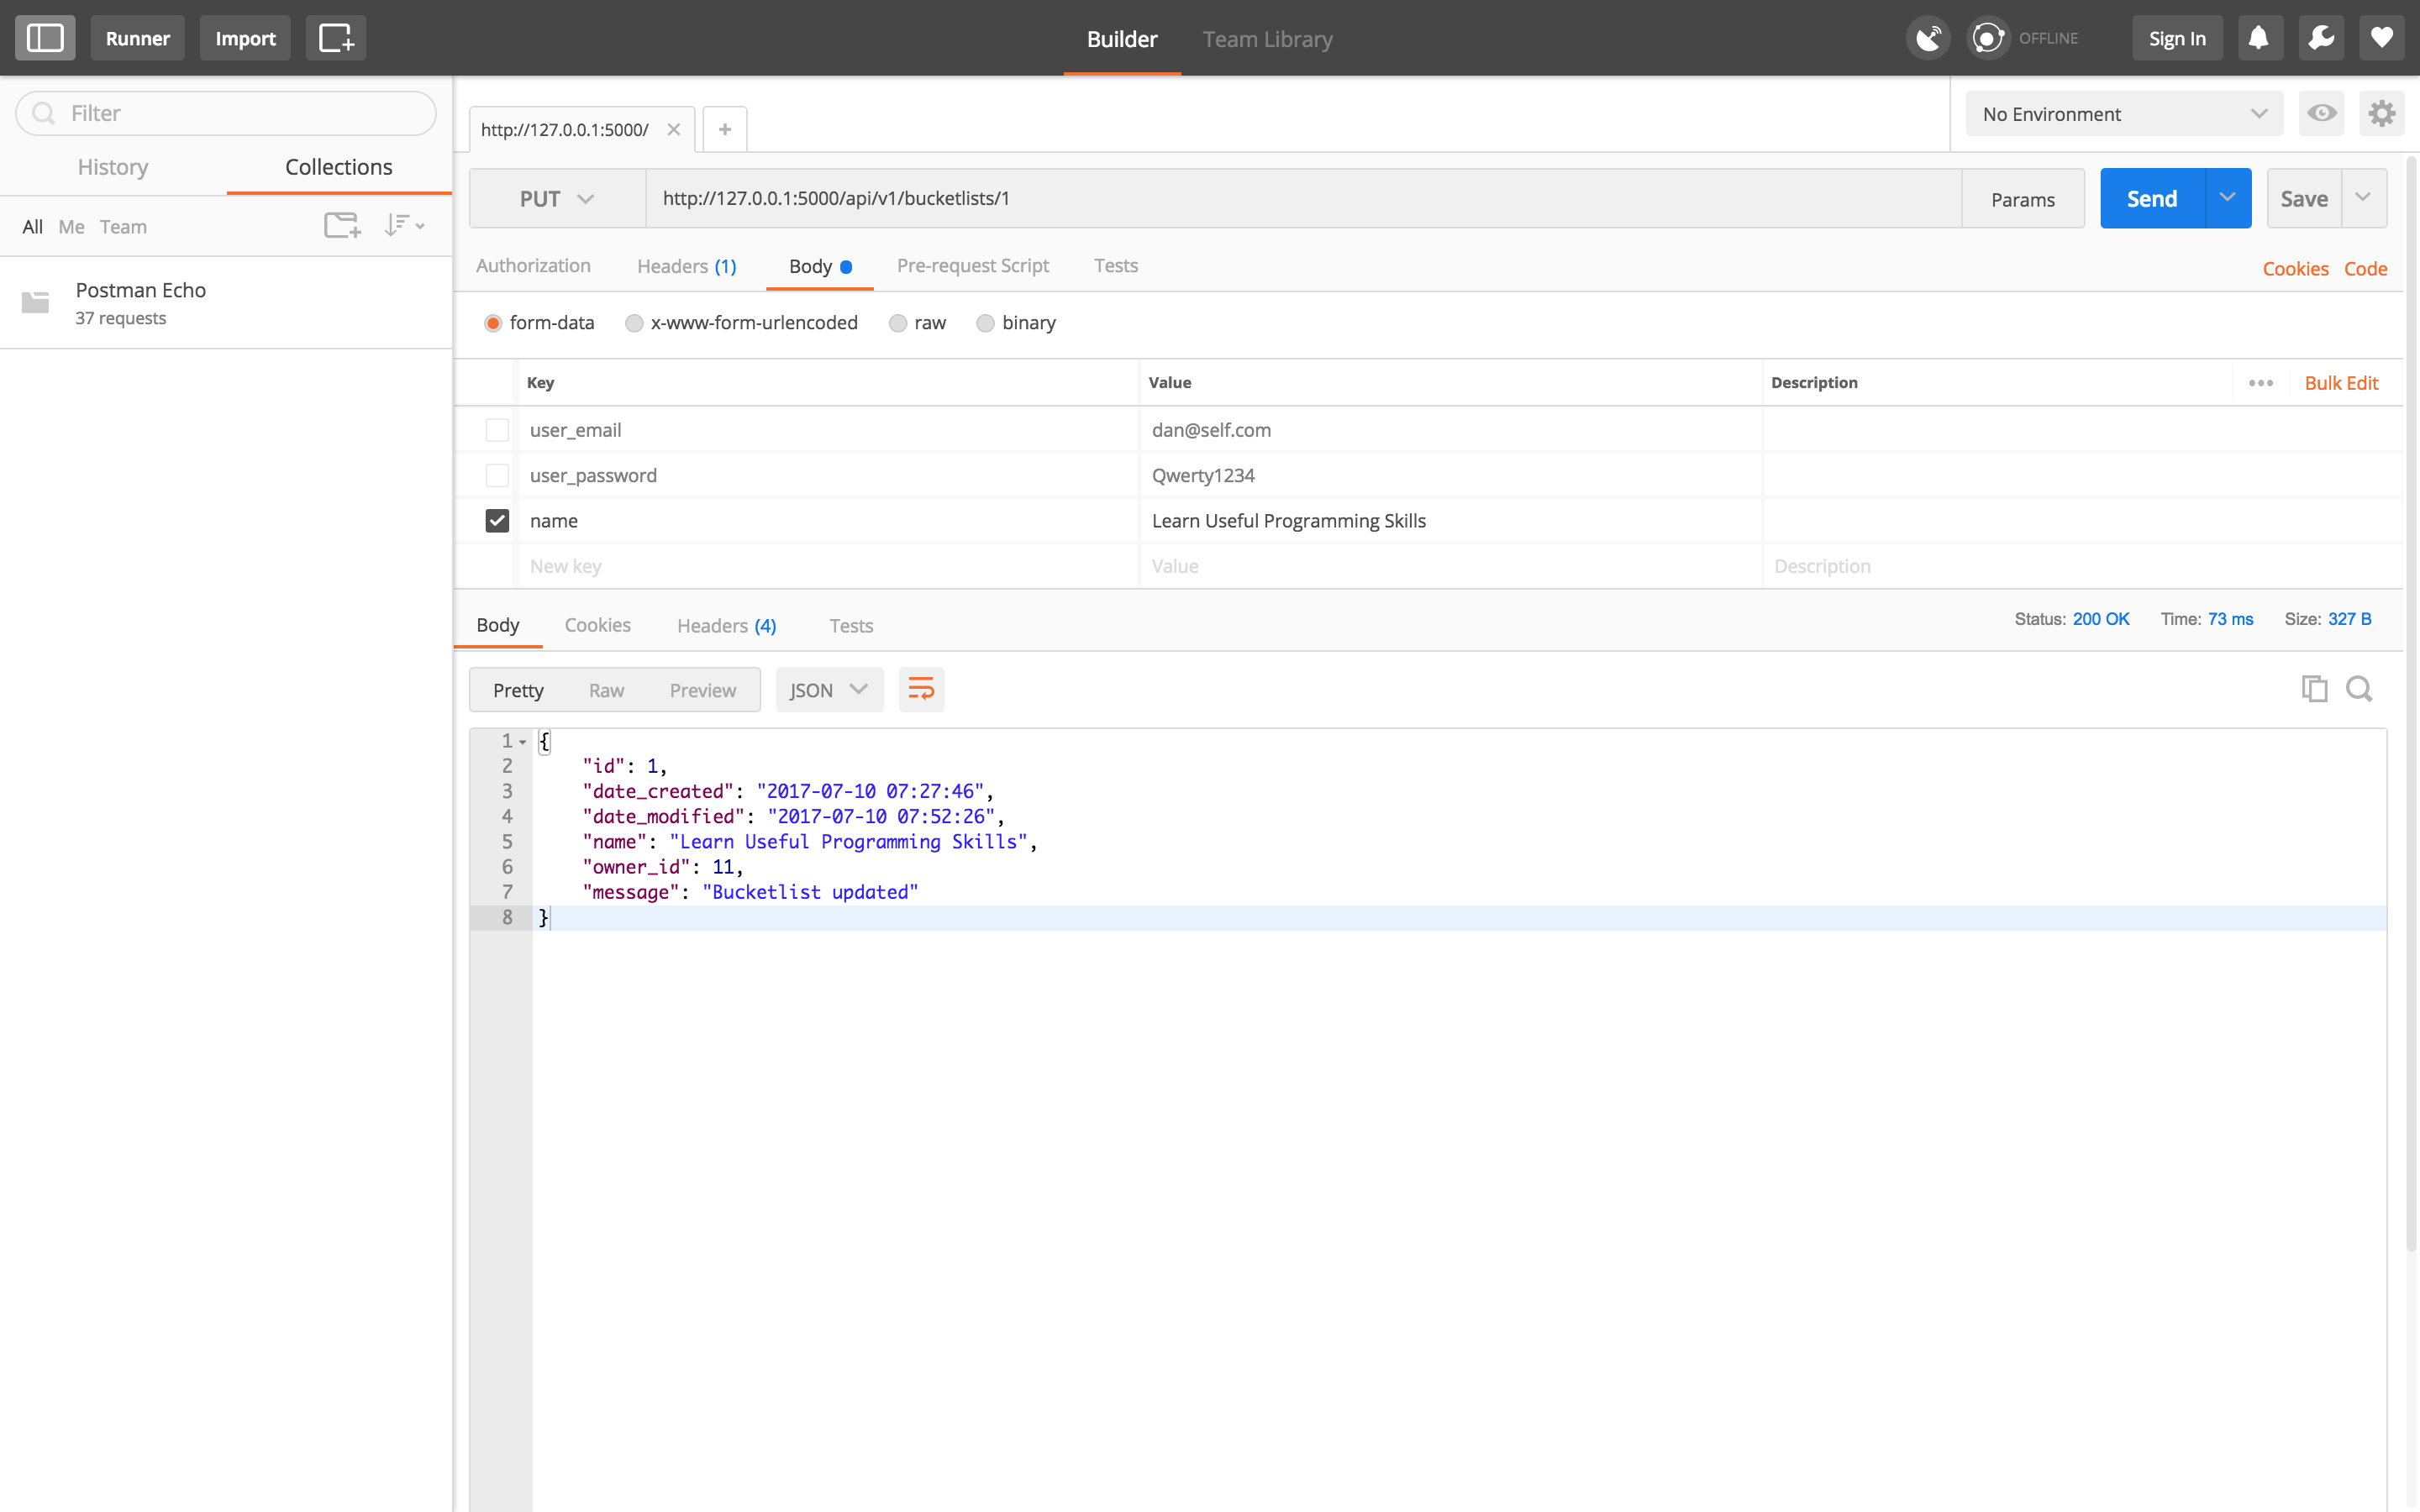 Runner Import Builder Team Library OFFLINE Sign In
Filter
History Collections
All Me Team
Postman Echo
37 requests
http://127.0.0.1:5000/
No Environment
PUT http://127.0.0.1:5000/api/v1/bucketlists/1 Params Send Save
Authorization Headers (1) Body Pre-request Script Tests Cookies Code
form-data x-www-form-urlencoded raw binary
Key Value Description Bulk Edit
user_email dan@self.com
user_password Qwerty1234
name Learn Useful Programming Skills
New key Value Description
Body Cookies Headers (4) Tests Status: 200 OK Time: 73 ms Size: 327 B
Pretty Raw Preview JSON
1 {
2 "id": 1,
3 "date_created": "2017-07-10 07:27:46",
4 "date_modified": "2017-07-10 07:52:26",
5 "name": "Learn Useful Programming Skills",
6 "owner_id": 11,
7 "message": "Bucketlist updated"
8 }